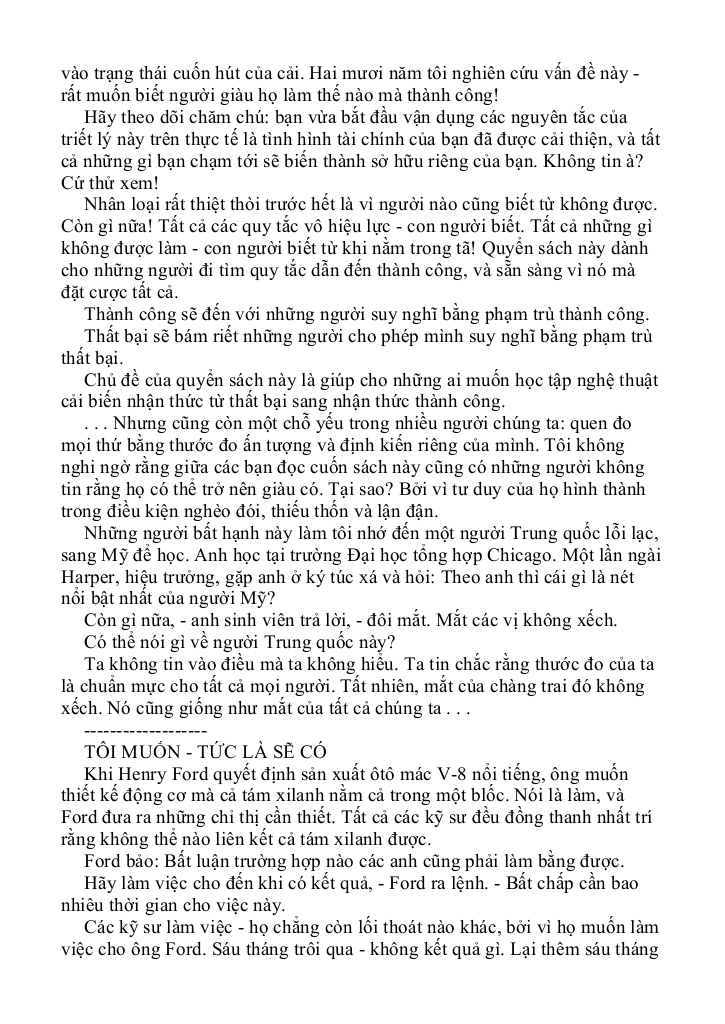 vào trạng thái cuốn hút của cải. Hai mươi năm tôi nghiên cứu vấn đề này -
rất muốn biết người giàu họ làm thế nào mà thành công!
Hãy theo dõi chăm chú: bạn vừa bắt đầu vận dụng các nguyên tắc của
triết lý này trên thực tế là tình hình tài chính của bạn đã được cải thiện, và tất
cả những gì bạn chạm tới sẽ biến thành sở hữu riêng của bạn. Không tin à?
Cứ thử xem!
Nhân loại rất thiệt thòi trước hết là vì người nào cũng biết từ không được.
Còn gì nữa! Tất cả các quy tắc vô hiệu lực - con người biết. Tất cả những gì
không được làm - con người biết từ khi nằm trong tã! Quyển sách này dành
cho những người đi tìm quy tắc dẫn đến thành công, và sẵn sàng vì nó mà
đặt cược tất cả.
Thành công sẽ đến với những người suy nghĩ bằng phạm trù thành công.
Thất bại sẽ bám riết những người cho phép mình suy nghĩ bằng phạm trù
thất bại.
Chủ đề của quyển sách này là giúp cho những ai muốn học tập nghệ thuật
cải biến nhận thức từ thất bại sang nhận thức thành công.
. . . Nhưng cũng còn một chỗ yếu trong nhiều người chúng ta: quen đo
mọi thứ bằng thước đo ấn tượng và định kiến riêng của mình. Tôi không
nghi ngờ rằng giữa các bạn đọc cuốn sách này cũng có những người không
tin rằng họ có thể trở nên giàu có. Tại sao? Bởi vì tư duy của họ hình thành
trong điều kiện nghèo đói, thiếu thốn và lận đận.
Những người bất hạnh này làm tôi nhớ đến một người Trung quốc lỗi lạc,
sang Mỹ để học. Anh học tại trường Đại học tổng hợp Chicago. Một lần ngài
Harper, hiệu trưởng, gặp anh ở ký túc xá và hỏi: Theo anh thì cái gì là nét
nổi bật nhất của người Mỹ?
Còn gì nữa, - anh sinh viên trả lời, - đôi mắt. Mắt các vị không xếch.
Có thể nói gì về người Trung quốc này?
Ta không tin vào điều mà ta không hiểu. Ta tin chắc rằng thước đo của ta
là chuẩn mực cho tất cả mọi người. Tất nhiên, mắt của chàng trai đó không
xếch. Nó cũng giống như mắt của tất cả chúng ta . . .
-------------------
TÔI MUỐN - TỨC LÀ SẼ CÓ
Khi Henry Ford quyết định sản xuất ôtô mác V-8 nổi tiếng, ông muốn
thiết kế động cơ mà cả tám xilanh nằm cả trong một blốc. Nói là làm, và
Ford đưa ra những chỉ thị cần thiết. Tất cả các kỹ sư đều đồng thanh nhất trí
rằng không thể nào liên kết cả tám xilanh được.
Ford bảo: Bất luận trường hợp nào các anh cũng phải làm bằng được.
Hãy làm việc cho đến khi có kết quả, - Ford ra lệnh. - Bất chấp cần bao
nhiêu thời gian cho việc này.
Các kỹ sư làm việc - họ chẳng còn lối thoát nào khác, bởi vì họ muốn làm
việc cho ông Ford. Sáu tháng trôi qua - không kết quả gì. Lại thêm sáu tháng